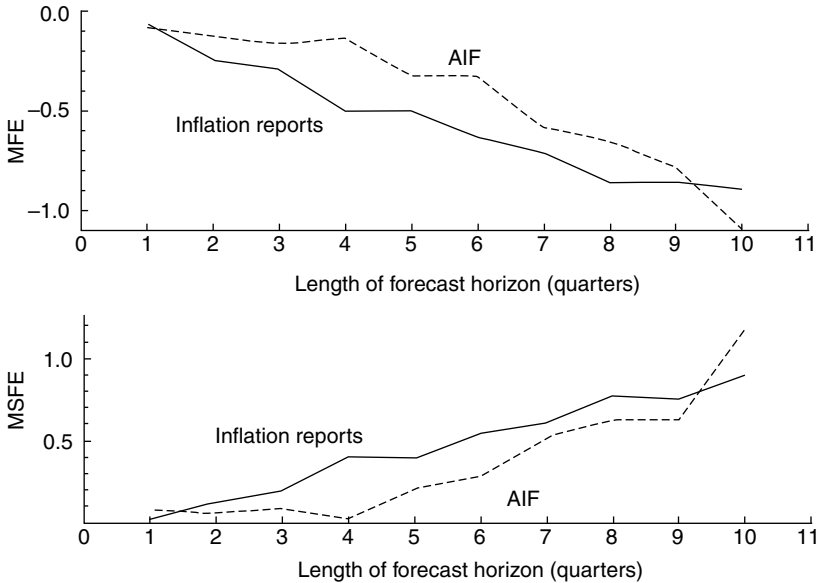 0.0
AIF
−0.5
Inflation reports
MFE
−1.0
0 1 2 3 4 5 6 7 8 9 10 11
Length of forecast horizon (quarters)
1.0
MSFE
Inflation reports
0.5
AIF
0 1 2 3 4 5 6 7 8 9 10 11
Length of forecast horizon (quarters)